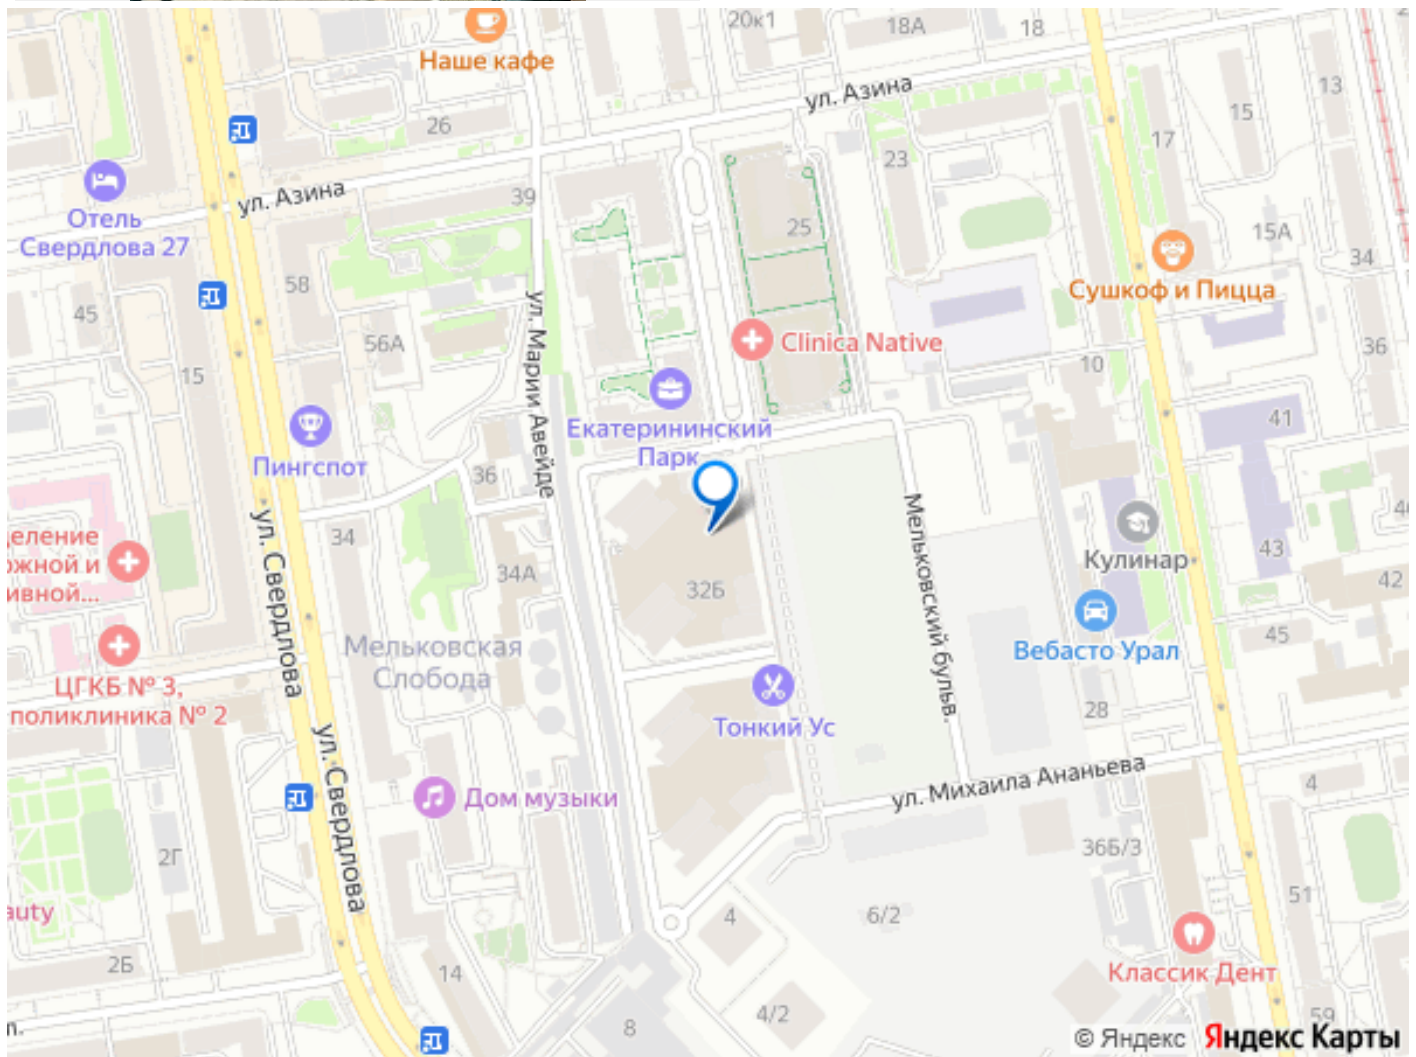 20к1
18А
18
Наше кафе
ул. Азина
13
15
26
17
23
ул. Азина
39
Отель
Свердлова 27
25
15А
34
58
Сушкоф и Пицца
45
ул. Марии Авейде
Clinica Native
56А
36
15
10
41
Екатерининский
Парк
Пингспот
36
Мельковский бульв.
ул. Свердлова
34
еление
ожной и
ивной...
Кулинар
43
34А
42
32Б
Вебасто Урал
45
Мельковская
Слобода
ЦГКБ № 3,
поликлиника № 2
28
Тонкий Ус
ул. Свердлова
ул. Михаила Ананьева
4
Дом музыки
2Г
36Б/3
51
auty
4
6/2
2Б
14
Классик Дент
4/2
59
8
© Яндекс Яндекс Карты